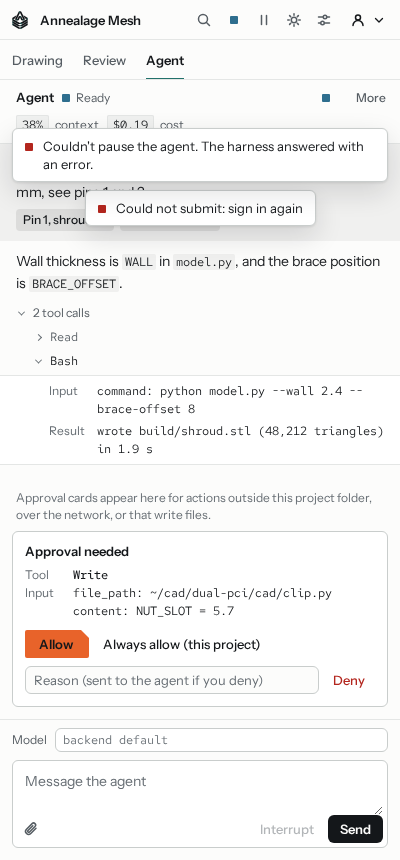 Annealage Mesh
Drawing Review Agent
Agent Ready More
38% context $0.19 cost
Couldn't pause the agent. The harness answered with
an error.
mm, see
Could not submit: sign in again
Pin 1,
Wall thickness is WALL in model.py, and the brace position
is BRACE_OFFSET.
2 tool calls
Read
Bash
Input command: python model.py --wall 2.4 --
brace-offset 8
Result wrote build/shroud.stl (48,212 triangles)
in 1.9 s
Approval cards appear here for actions outside this project folder,
over the network, or that write files.
Approval needed
Tool Write
Input file_path: ~/cad/dual-pci/cad/clip.py
content: NUT_SLOT = 5.7
Allow Always allow (this project)
Reason (sent to the agent if you deny) Deny
Model backend default
Message the agent
Interrupt Send